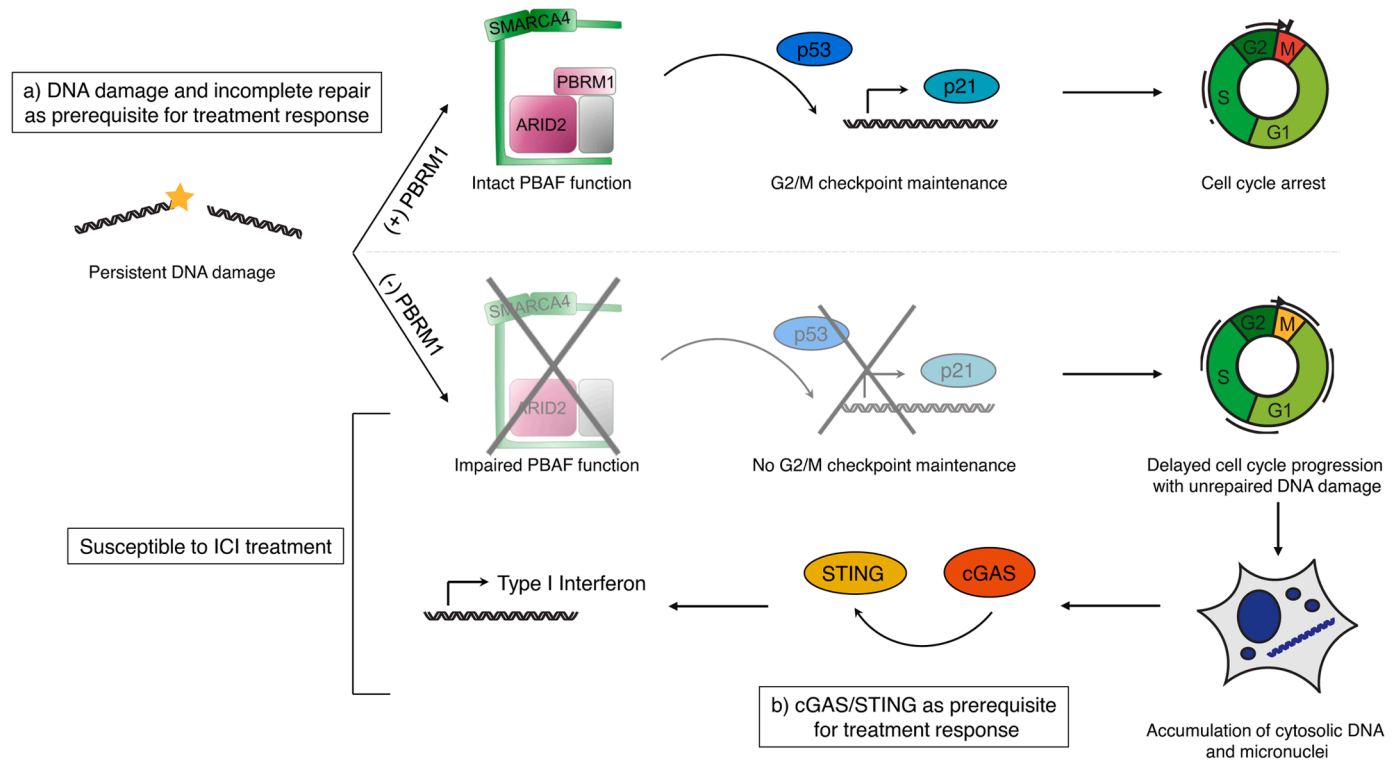 a) DNA damage and incomplete repair
as prerequisite for treatment response
Persistent DNA damage
(+) PBRM1
(-) PBRM1
SMARCA4
PBRM1
ARID2
Intact PBAF function
p53
p21
G2/M checkpoint maintenance
G2
M
S
G1
Cell cycle arrest
SMARCA4
ARID2
Impaired PBAF function
p53
p21
No G2/M checkpoint maintenance
G2
M
S
G1
Delayed cell cycle progression
with unrepaired DNA damage
Susceptible to ICI treatment
Type I Interferon
STING
cGAS
b) cGAS/STING as prerequisite
for treatment response
Accumulation of cytosolic DNA
and micronuclei